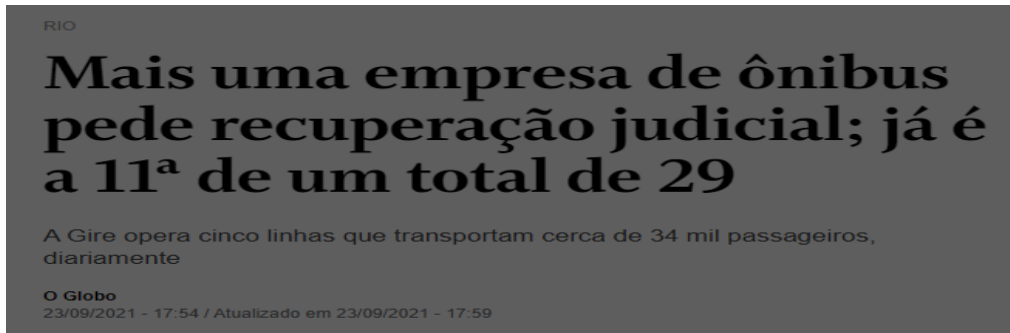 RIO
Mais uma empresa de ônibus
pede recuperação judicial; já é
a 11ª de um total de 29
A Gire opera cinco linhas que transportam cerca de 34 mil passageiros,
diariamente
O Globo
23/09/2021 - 17:54 / Atualizado em 23/09/2021 - 17:59